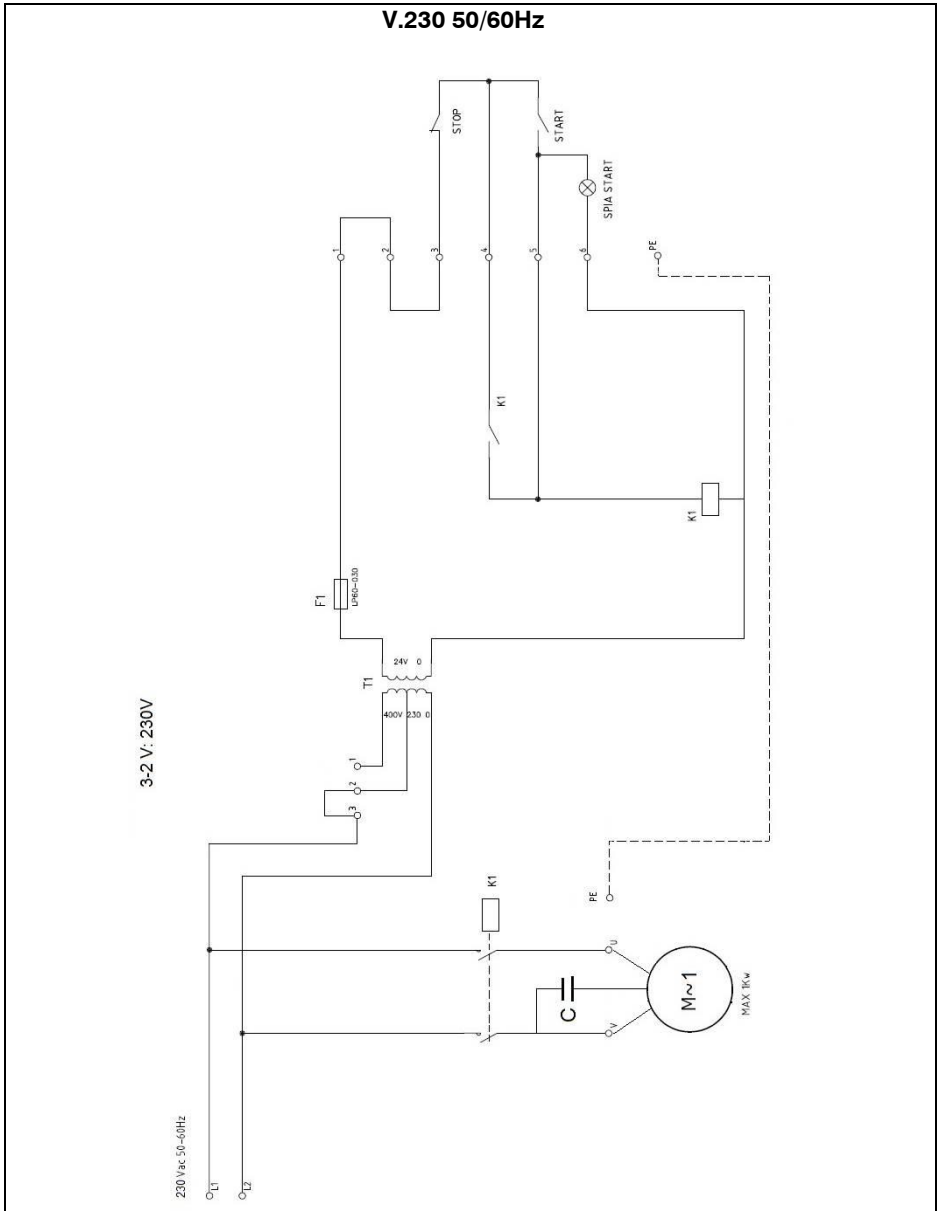 V.230 50/60Hz
STOP
START
SPIA START
1
2
3
4
5
6
PE
K1
K1
F1
LP60-030
24V 0
T1
400V 230 0
3-2 V: 230V
1
2
3
K1
PE
U
V
C
M~1
MAX 1Kw
230 Vac 50-60Hz
L1
L2